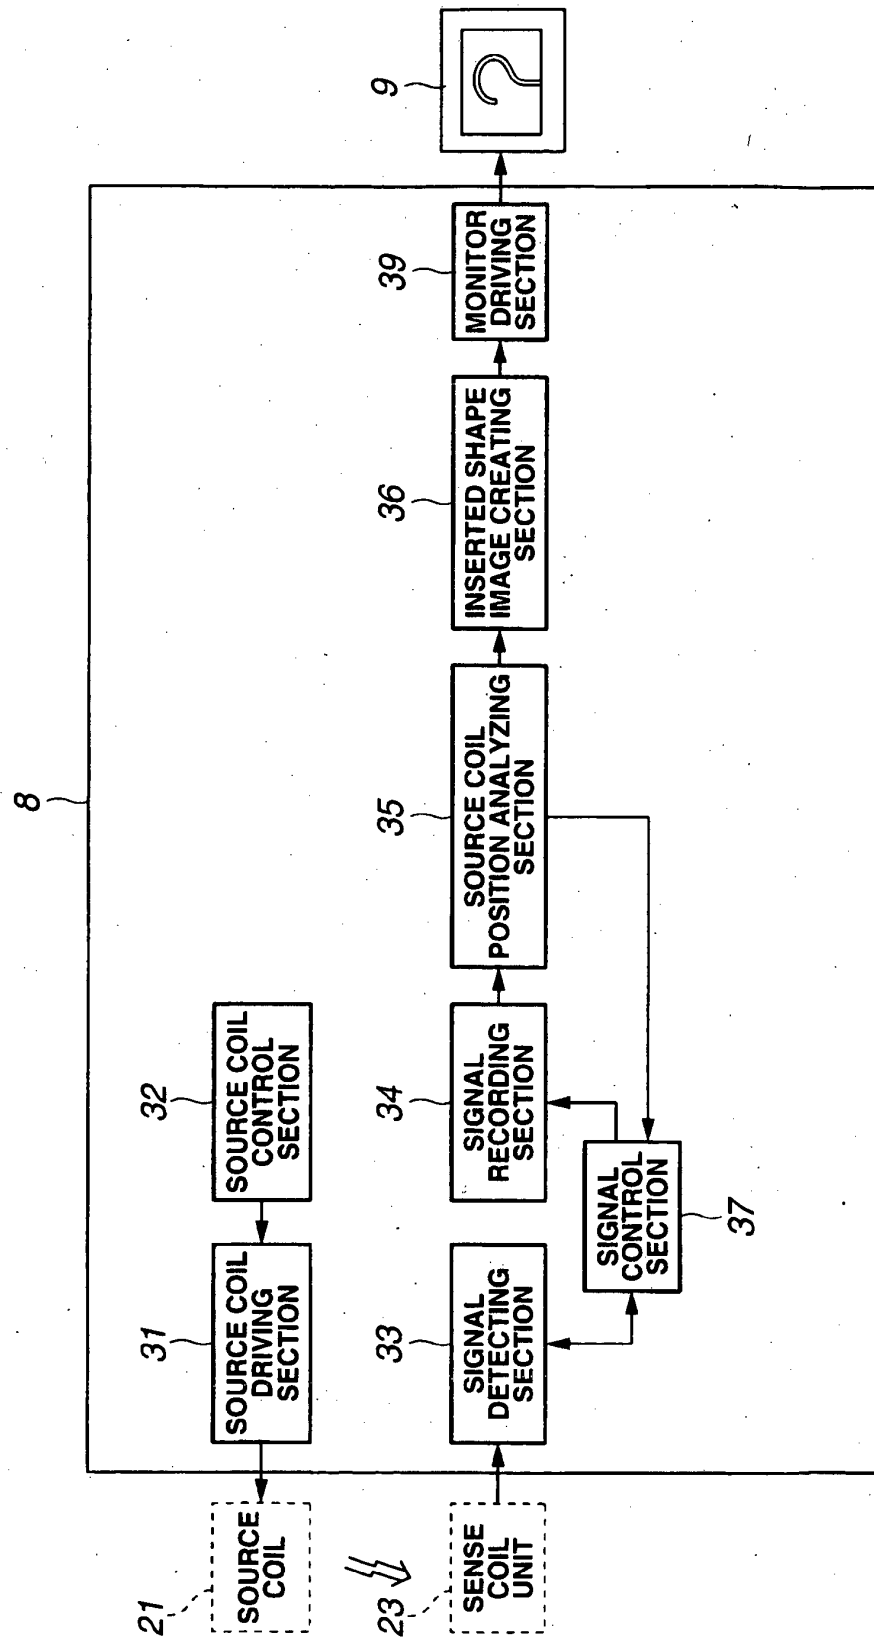 8
21
SOURCE
COIL
31
SOURCE COIL
DRIVING
SECTION
32
SOURCE COIL
CONTROL
SECTION
23
SENSE
COIL
UNIT
33
SIGNAL
DETECTING
SECTION
34
SIGNAL
RECORDING
SECTION
35
SOURCE COIL
POSITION ANALYZING
SECTION
36
INSERTED SHAPE
IMAGE CREATING
SECTION
39
MONITOR
DRIVING
SECTION
9
SIGNAL
CONTROL
SECTION
37